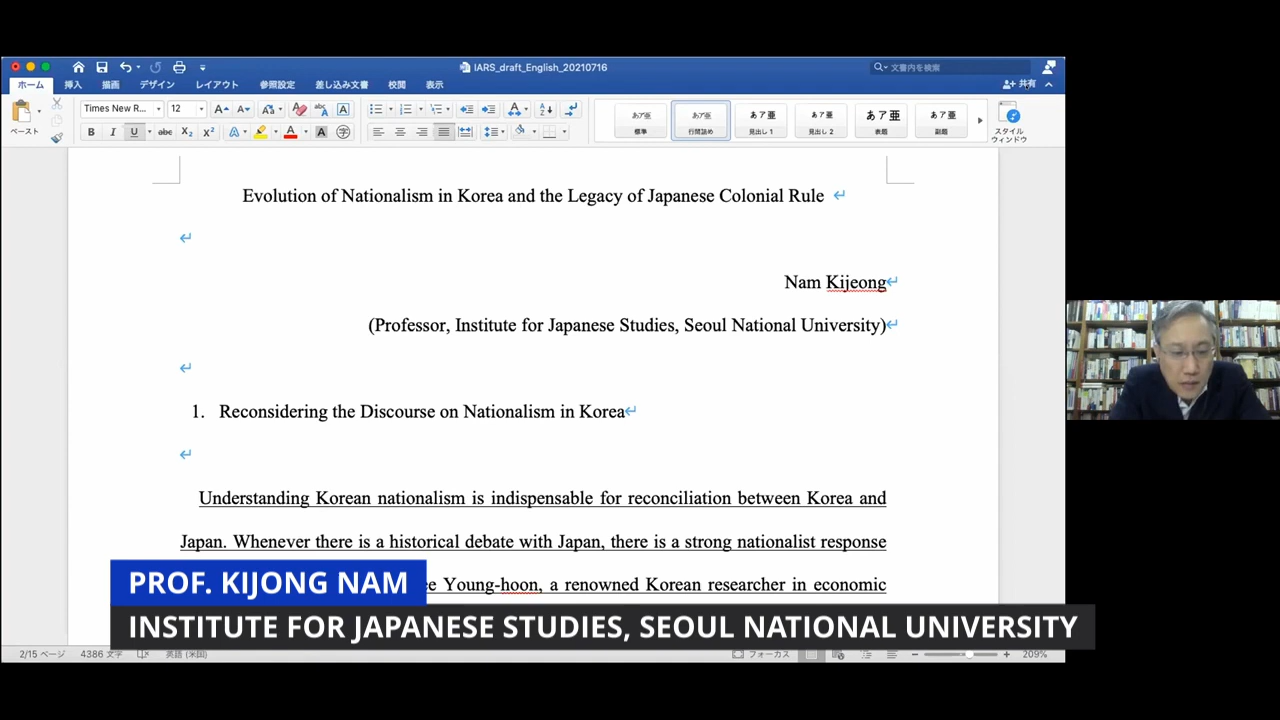 IARS_draft_English_20210716
文書内を検索
ホーム 挿入 描画 デザイン レイアウト 参照設定 差し込み文書 校閲 表示
共有
ペースト
Times New R... 12
標準 行間詰め 見出し 1 見出し 2 表題 副題
スタイル
ウィンドウ
Evolution of Nationalism in Korea and the Legacy of Japanese Colonial Rule
Nam Kijeong
(Professor, Institute for Japanese Studies, Seoul National University)
1. Reconsidering the Discourse on Nationalism in Korea
Understanding Korean nationalism is indispensable for reconciliation between Korea and
Japan. Whenever there is a historical debate with Japan, there is a strong nationalist response
ee Young-hoon, a renowned Korean researcher in economic
PROF. KIJONG NAM
INSTITUTE FOR JAPANESE STUDIES, SEOUL NATIONAL UNIVERSITY
2/15 ページ 4386 文字 英語 (米国) フォーカス 209%